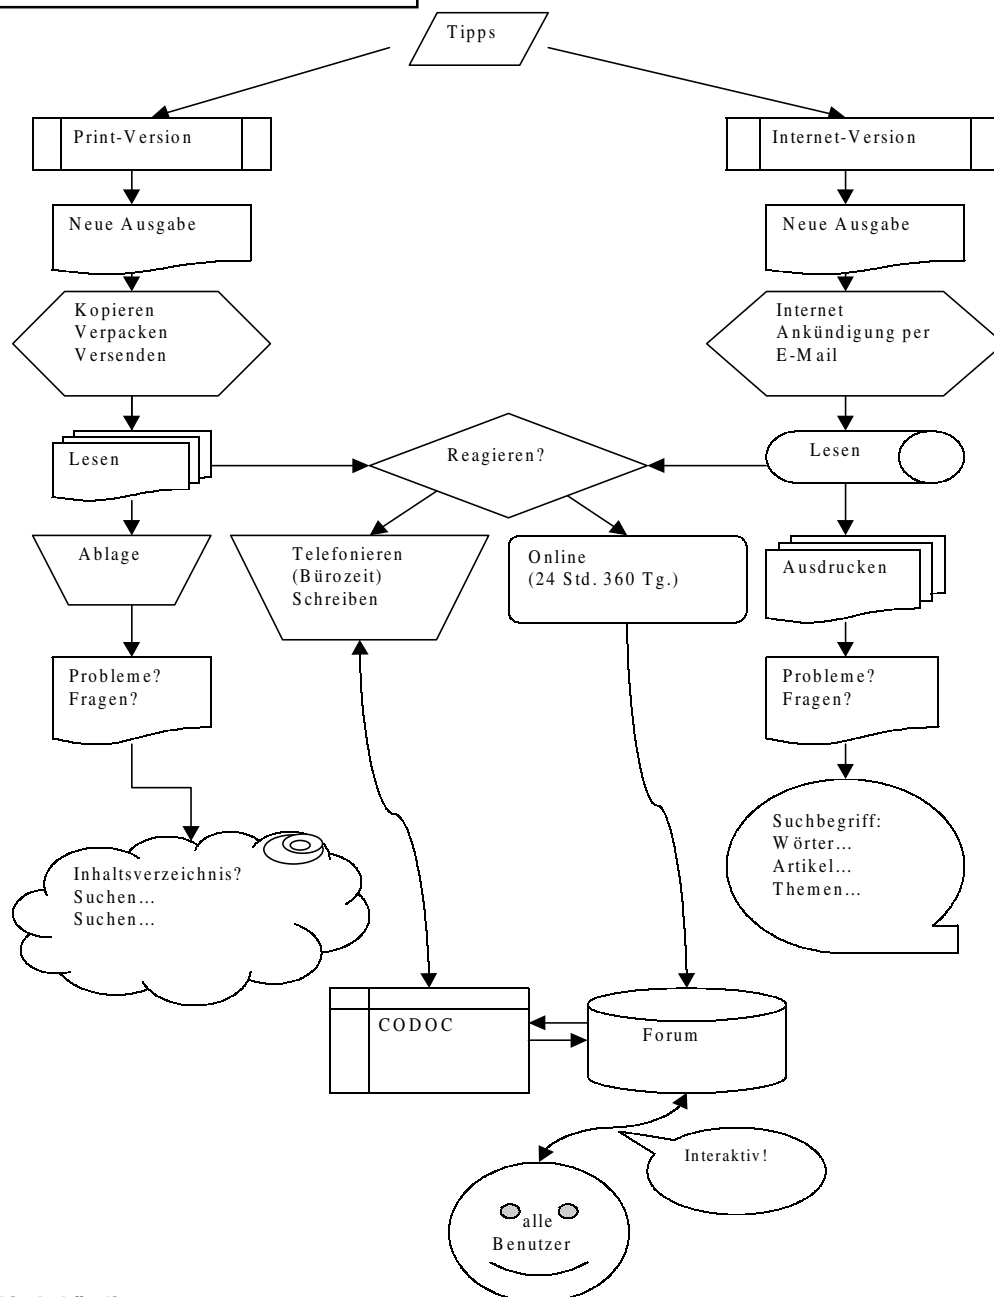 Tipps
Print-Version
Internet-Version
Neue Ausgabe
Neue Ausgabe
Kopieren
Verpacken
Versenden
Internet
Ankündigung per
E-Mail
Lesen
Reagieren?
Lesen
Ablage
Telefonieren
(Bürozeit)
Schreiben
Online
(24 Std. 360 Tg.)
Ausdrucken
Probleme?
Fragen?
Probleme?
Fragen?
Inhaltsverzeichnis?
Suchen...
Suchen...
Suchbegriff:
Wörter...
Artikel...
Themen...
CODOC
Forum
Interaktiv!
alle
Benutzer